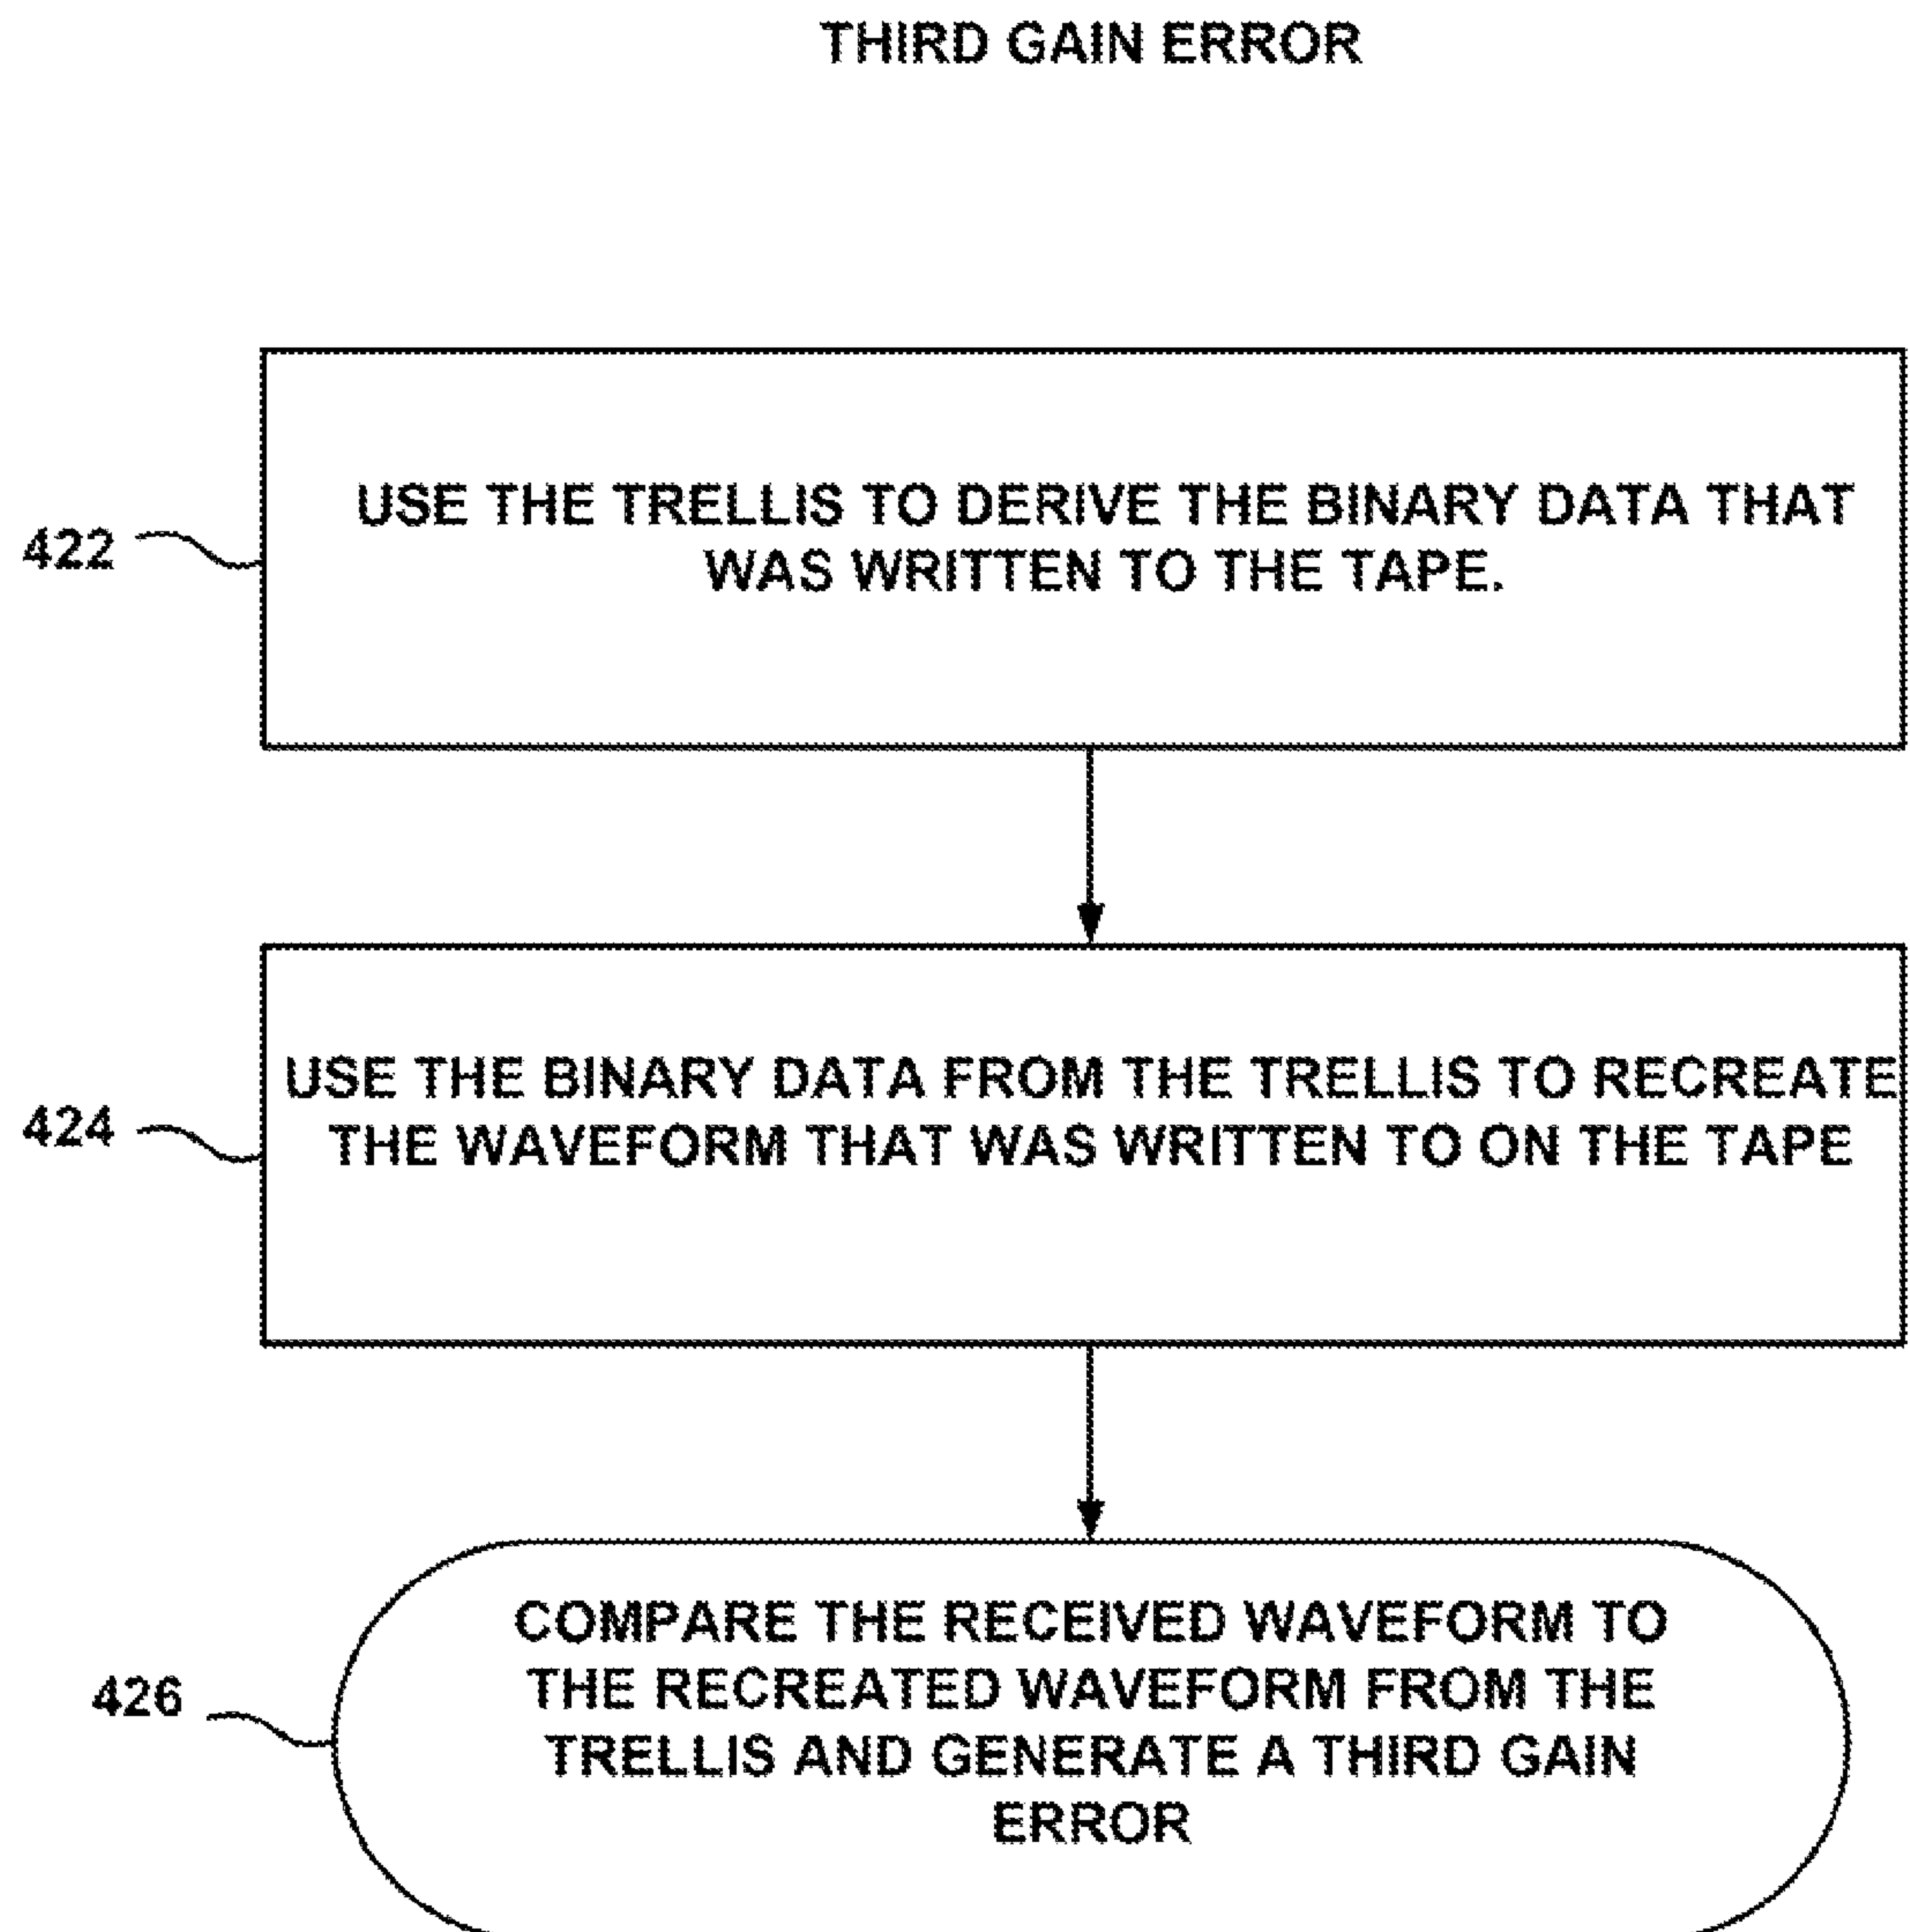 THIRD GAIN ERROR
422
USE THE TRELLIS TO DERIVE THE BINARY DATA THAT
WAS WRITTEN TO THE TAPE.
424
USE THE BINARY DATA FROM THE TRELLIS TO RECREATE
THE WAVEFORM THAT WAS WRITTEN TO ON THE TAPE
426
COMPARE THE RECEIVED WAVEFORM TO
THE RECREATED WAVEFORM FROM THE
TRELLIS AND GENERATE A THIRD GAIN
ERROR